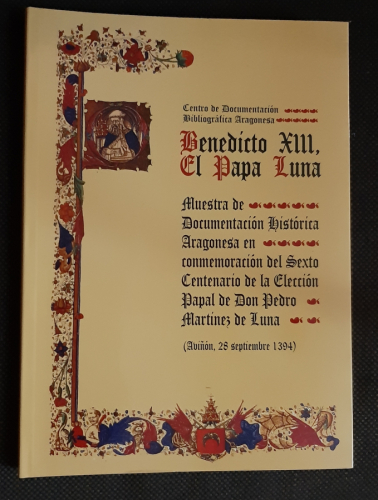 Centro de Documentación
Bibliográfica Aragonesa
Benedicto XIII,
El Papa Luna
Muestra de
Documentación Histórica
Aragonesa en
conmemoración del Sexto
Centenario de la Elección
Papal de Don Pedro
Martínez de Luna
(Aviñón, 28 septiembre 1394)